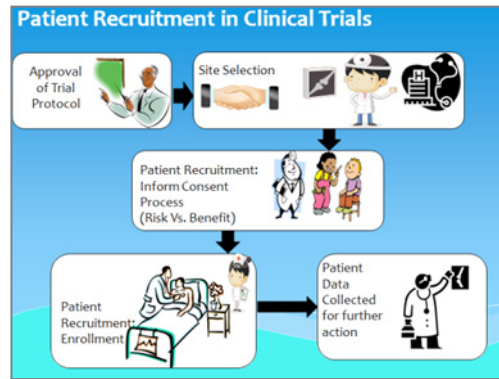 Patient Recruitment in Clinical Trials
Approval
of Trial
Protocol
Site Selection
Patient Recruitment:
Inform Consent
Process
(Risk Vs. Benefit)
Patient
Recruitment:
Enrollment
Patient
Data
Collected
for further
action